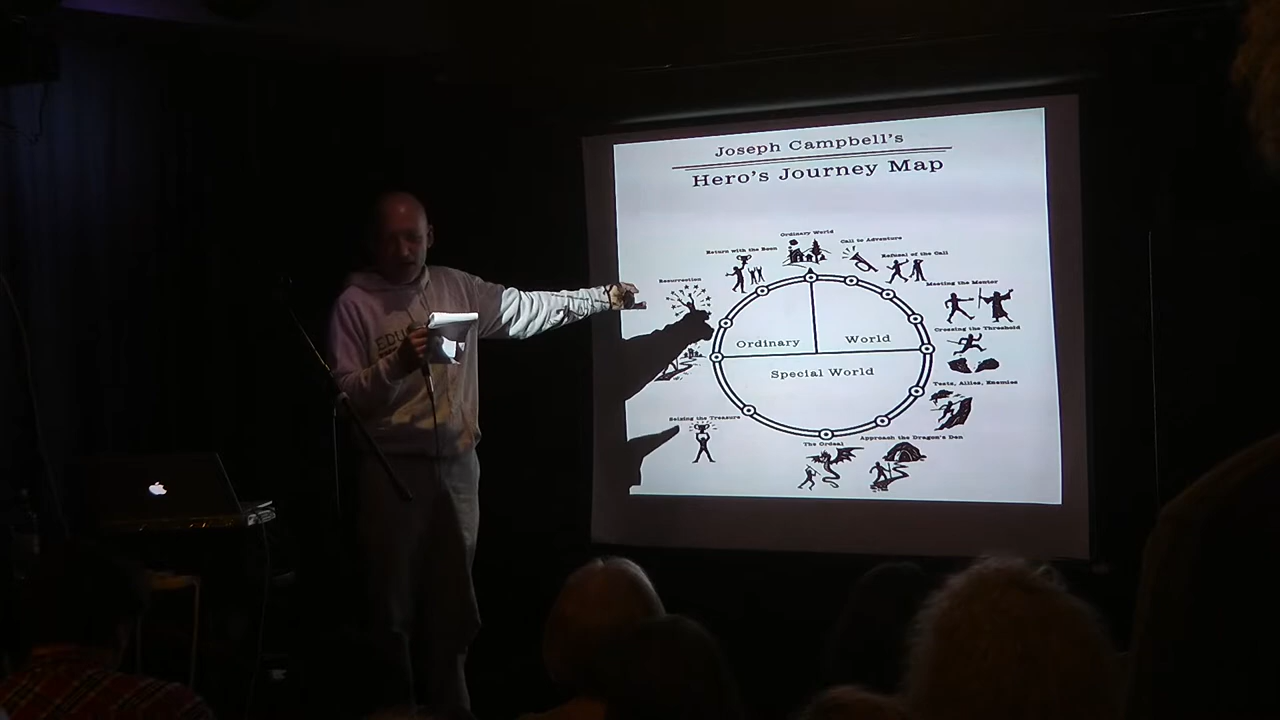 Joseph Campbell's
Hero's Journey Map
Ordinary World
Call to Adventure
Return with the Boon
Refusal of the Call
Resurrection
Meeting the Mentor
Crossing the Threshold
Ordinary
World
Special World
Tests, Allies, Enemies
Seizing the Treasure
The Ordeal
Approach the Dragon's Den
EDU